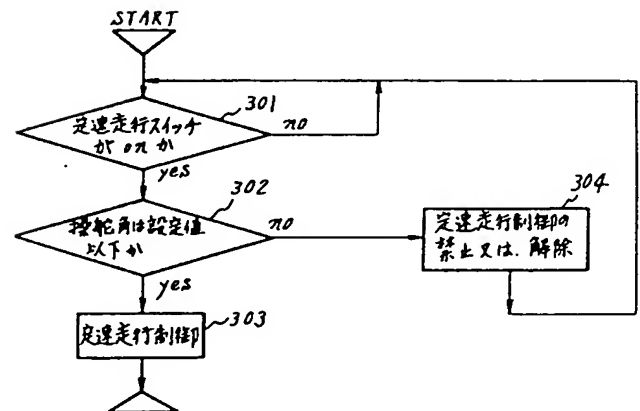 START
301
定速走行スイッチ
が on か
no
yes
302
操舵角は設定値
以下か
no
yes
304
定速走行制御の
禁止又は、解除
303
定速走行制御